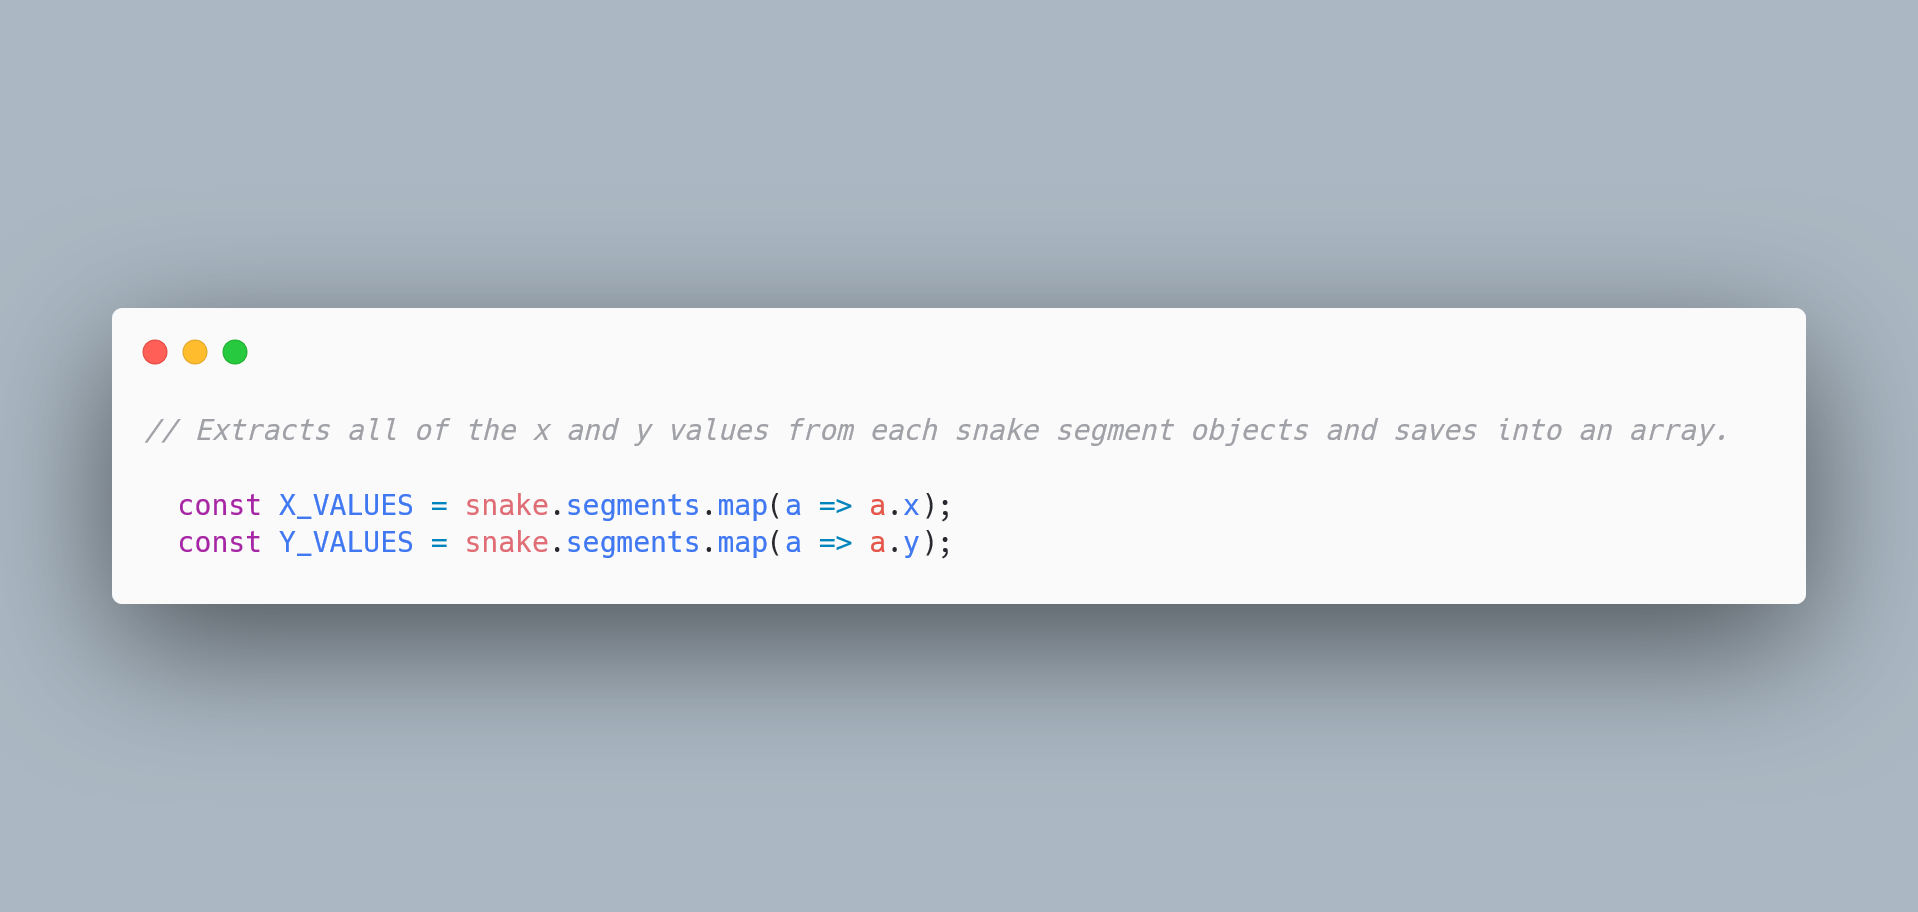 // Extracts all of the x and y values from each snake segment objects and saves into an array.
const X_VALUES = snake.segments.map(a => a.x);
const Y_VALUES = snake.segments.map(a => a.y);